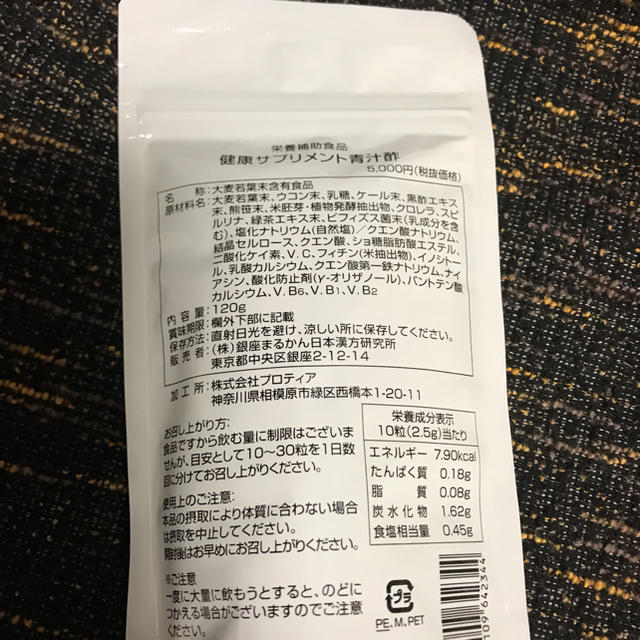 栄養補助食品
健康サプリメント青汁酢
5,000円(税抜価格)
名　　称:大麦若葉末含有食品
原材料名:大麦若葉末、ウコン末、乳糖、ケール末、黒酢エキス
末、熊笹末、米胚芽・植物発酵抽出物、クロレラ、スピ
ルリナ、緑茶エキス末、ビフィズス菌末(乳成分を含
む)、塩化ナトリウム(自然塩)／クエン酸ナトリウム、
結晶セルロース、クエン酸、ショ糖脂肪酸エステル、
二酸化ケイ素、V.C、フィチン(米抽出物)、イノシトー
ル、乳酸カルシウム、クエン酸第一鉄ナトリウム、ナイ
アシン、酸化防止剤(γ-オリザノール)、パントテン酸
カルシウム、V.B6、V.B1、V.B2
内 容 量:120g
賞味期限:欄外下部に記載
保存方法:直射日光を避け、涼しい所に保存してください。
販 売 者:(株)銀座まるかん日本漢方研究所
東京都中央区銀座2-12-14
加 工 所:株式会社プロティア
神奈川県相模原市緑区西橋本1-20-11
お召し上がり方:
食品ですから飲む量に制限はございま
せんが、目安として10〜30粒を1日数
回に分けてお召し上がりください。
使用上のご注意:
本品の摂取により体質に合わない場合
は摂取を中止してください。
開封後はお早めにお召し上がりください。
※ご注意
一度に大量に飲もうとすると、のどに
つかえる場合がございますのでご注意
ください。
栄養成分表示
10粒(2.5g)当たり
エネルギー 7.90kcal
たんぱく質 0.18g
脂　　質 0.08g
炭水化物 1.62g
食塩相当量 0.45g
プラ
PE、M、PET
09 642344